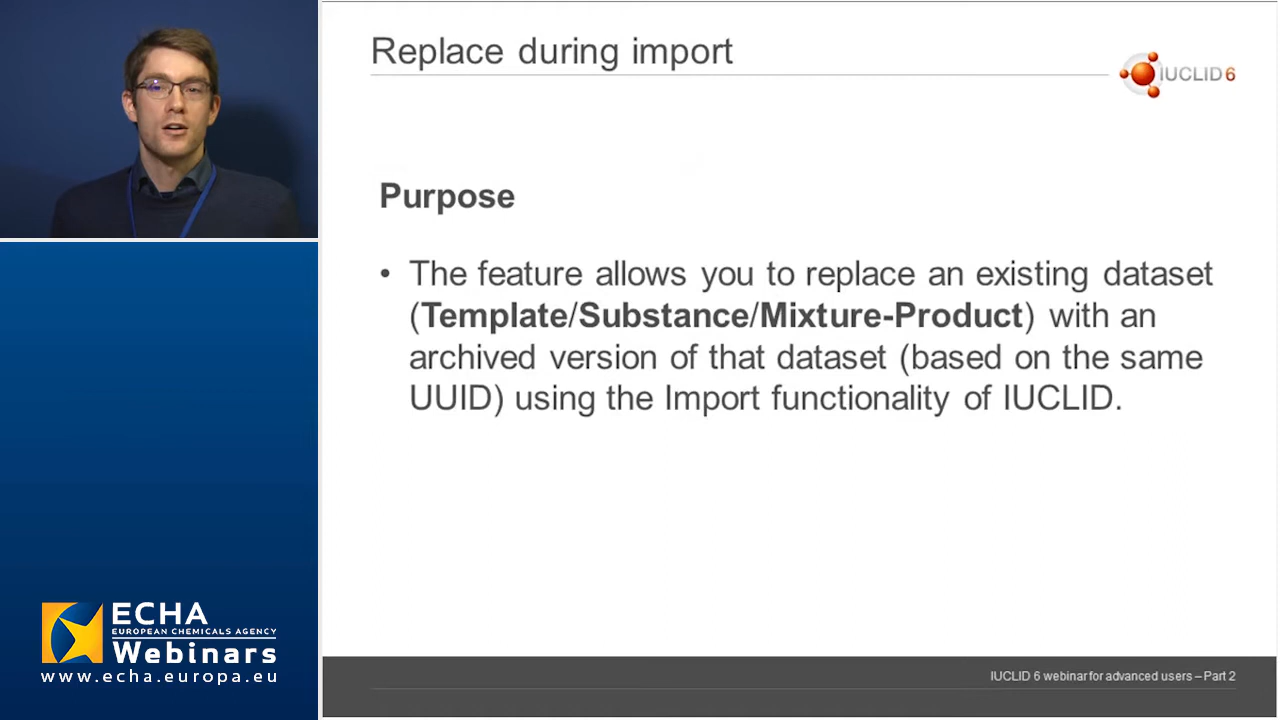 Replace during import
IUCLID 6
Purpose
• The feature allows you to replace an existing dataset
(Template/Substance/Mixture-Product) with an
archived version of that dataset (based on the same
UUID) using the Import functionality of IUCLID.
ECHA
EUROPEAN CHEMICALS AGENCY
Webinars
www.echa.europa.eu
IUCLID 6 webinar for advanced users – Part 2